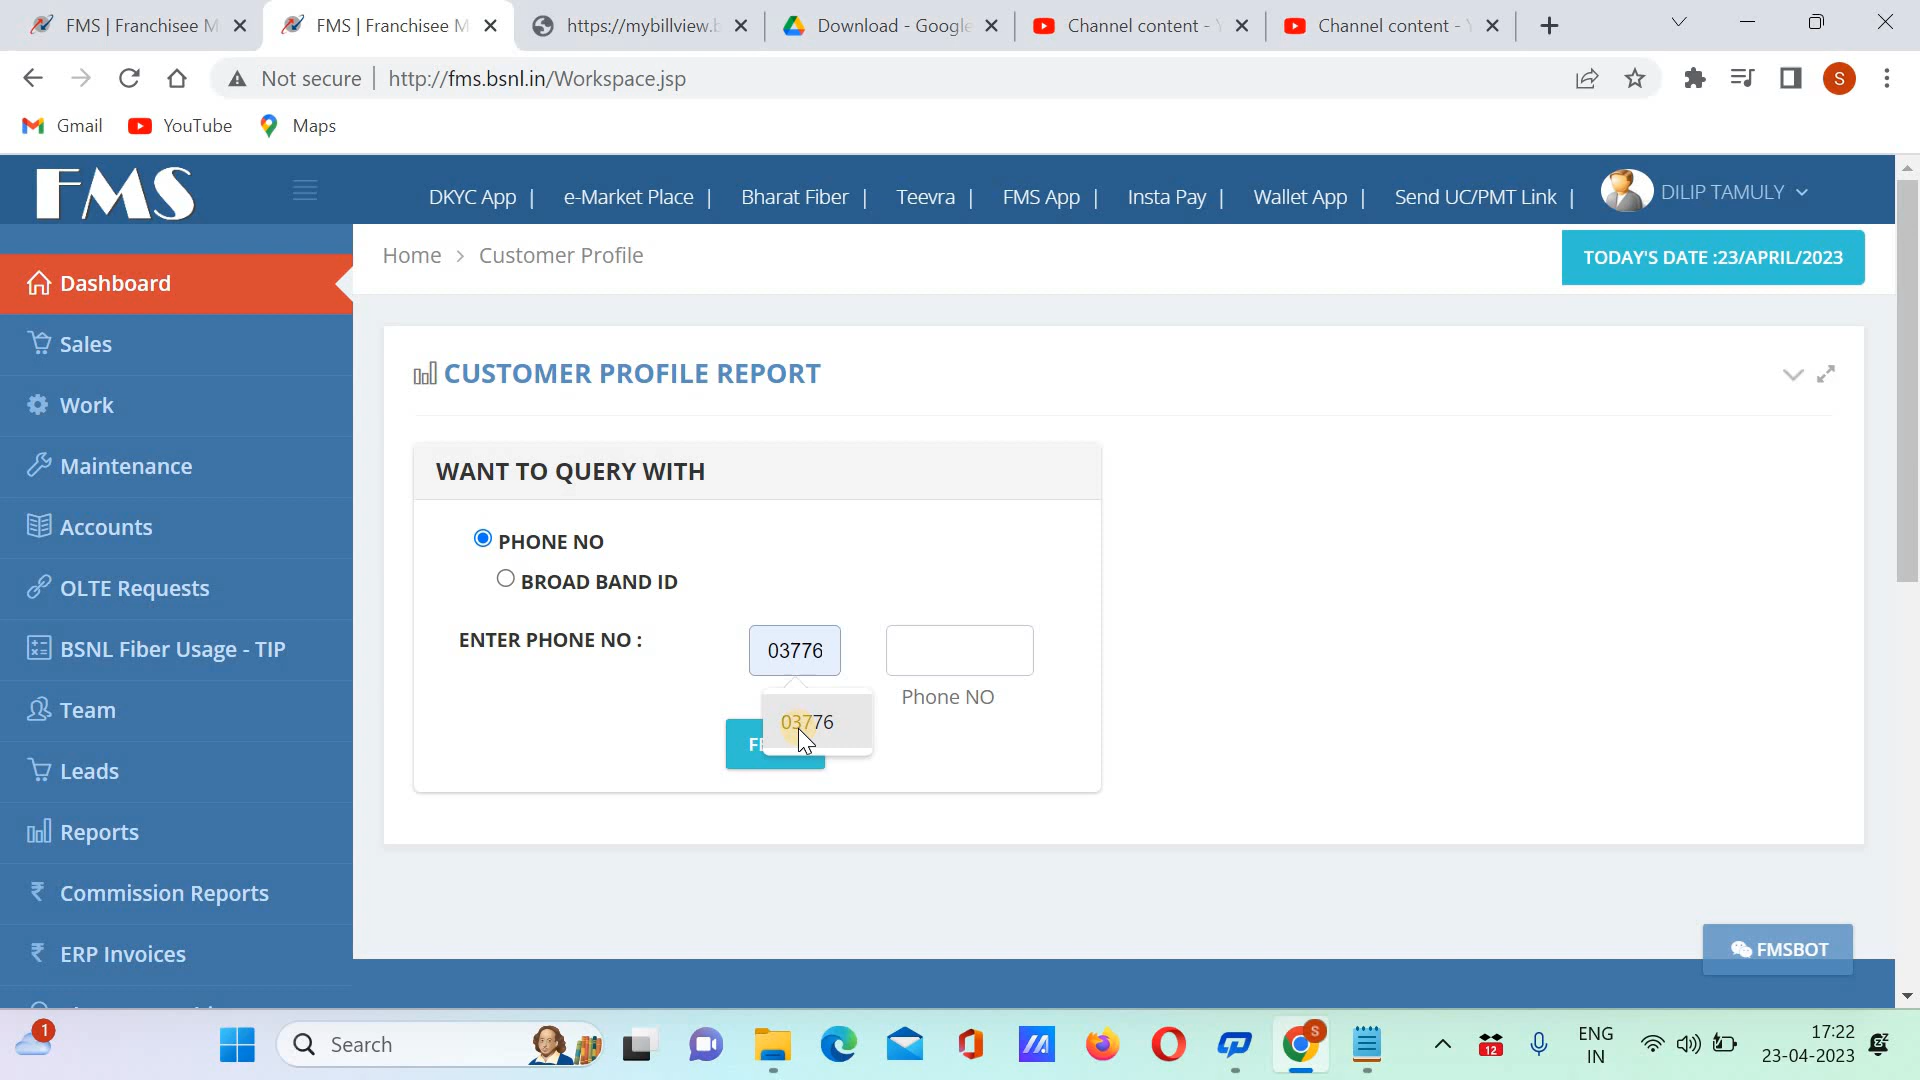 FMS | Franchisee M
FMS | Franchisee M
https://mybillview.b
Download - Google
Channel content - Y
Channel content - Y
Not secure
http://fms.bsnl.in/Workspace.jsp
S
Gmail
YouTube
Maps
FMS
DKYC App |
e-Market Place |
Bharat Fiber |
Teevra |
FMS App |
Insta Pay |
Wallet App |
Send UC/PMT Link |
DILIP TAMULY
Home > Customer Profile
TODAY'S DATE :23/APRIL/2023
Dashboard
Sales
Work
Maintenance
Accounts
OLTE Requests
BSNL Fiber Usage - TIP
Team
Leads
Reports
Commission Reports
ERP Invoices
CUSTOMER PROFILE REPORT
WANT TO QUERY WITH
PHONE NO
BROAD BAND ID
ENTER PHONE NO :
03776
Phone NO
03776
FMSBOT
1
Search
S
12
ENG
IN
17:22
23-04-2023